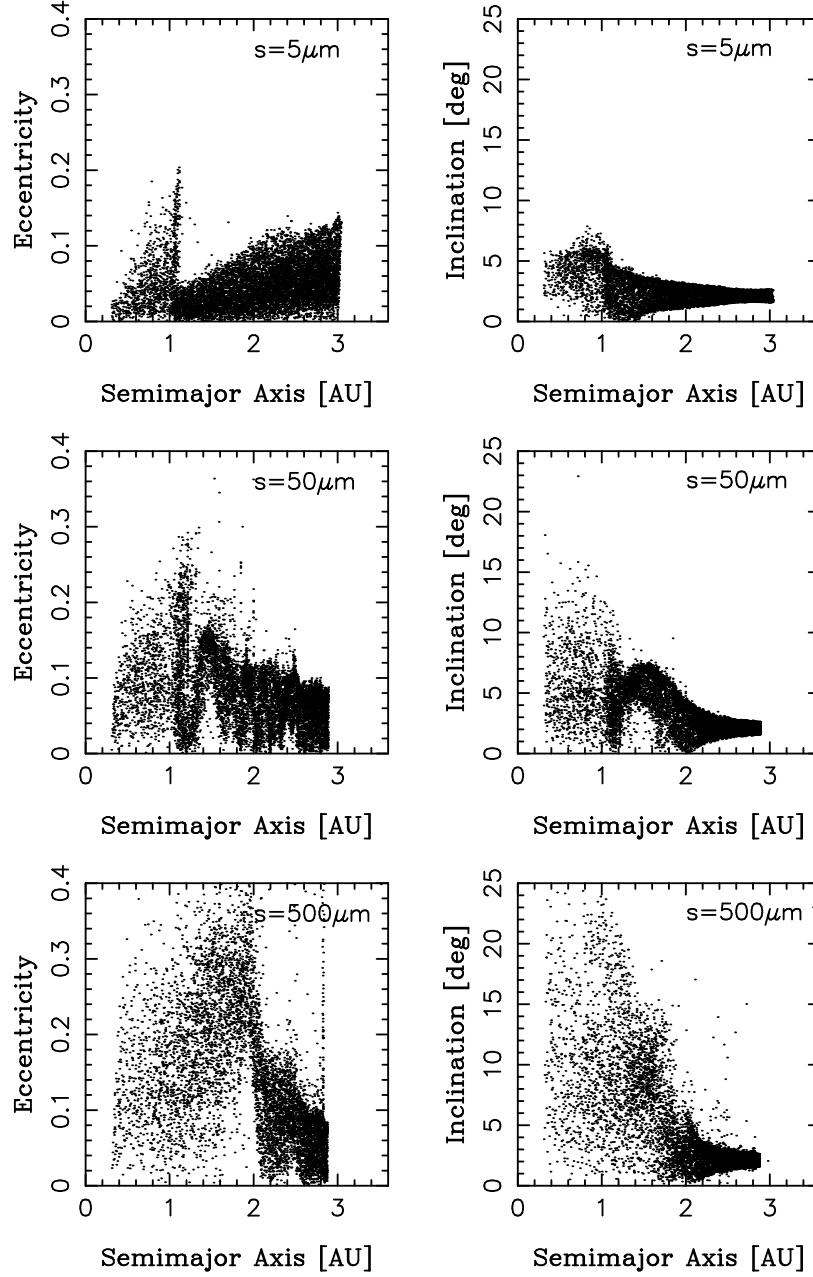 s=5μm
Eccentricity
0 0.1 0.2 0.3 0.4
0 1 2 3
Semimajor Axis [AU]
s=5μm
Inclination [deg]
0 5 10 15 20 25
0 1 2 3
Semimajor Axis [AU]
s=50μm
Eccentricity
0 0.1 0.2 0.3 0.4
0 1 2 3
Semimajor Axis [AU]
s=50μm
Inclination [deg]
0 5 10 15 20 25
0 1 2 3
Semimajor Axis [AU]
s=500μm
Eccentricity
0 0.1 0.2 0.3 0.4
0 1 2 3
Semimajor Axis [AU]
s=500μm
Inclination [deg]
0 5 10 15 20 25
0 1 2 3
Semimajor Axis [AU]